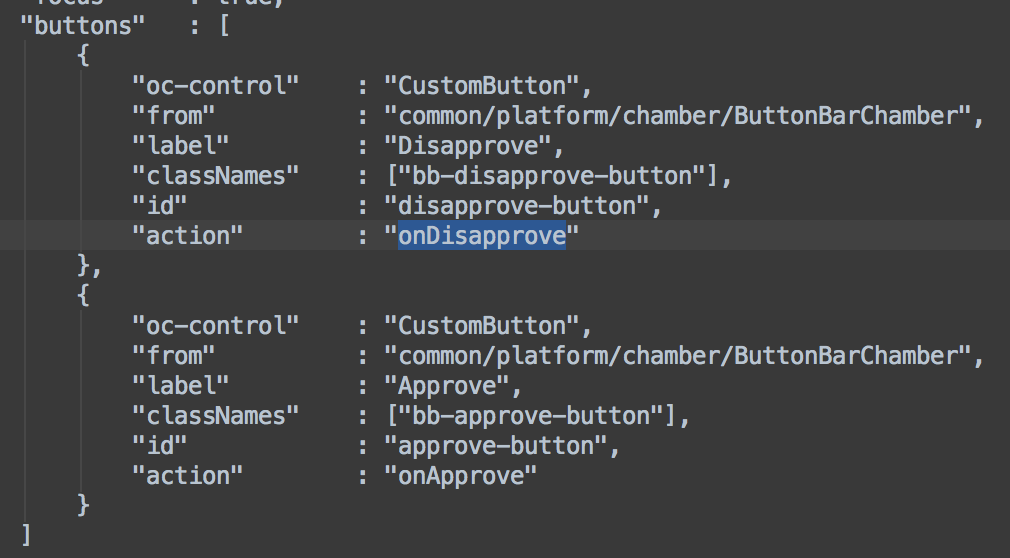 "focus" : true,
"buttons" : [
{
"oc-control" : "CustomButton",
"from" : "common/platform/chamber/ButtonBarChamber",
"label" : "Disapprove",
"classNames" : ["bb-disapprove-button"],
"id" : "disapprove-button",
"action" : "onDisapprove"
},
{
"oc-control" : "CustomButton",
"from" : "common/platform/chamber/ButtonBarChamber",
"label" : "Approve",
"classNames" : ["bb-approve-button"],
"id" : "approve-button",
"action" : "onApprove"
}
]